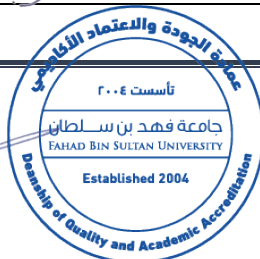 عمادة الجودة والاعتماد الأكاديمي
تأسست ٢٠٠٤
جامعة فهد بن سلطان
FAHAD BIN SULTAN UNIVERSITY
Established 2004
Deanship of Quality and Academic Accreditation